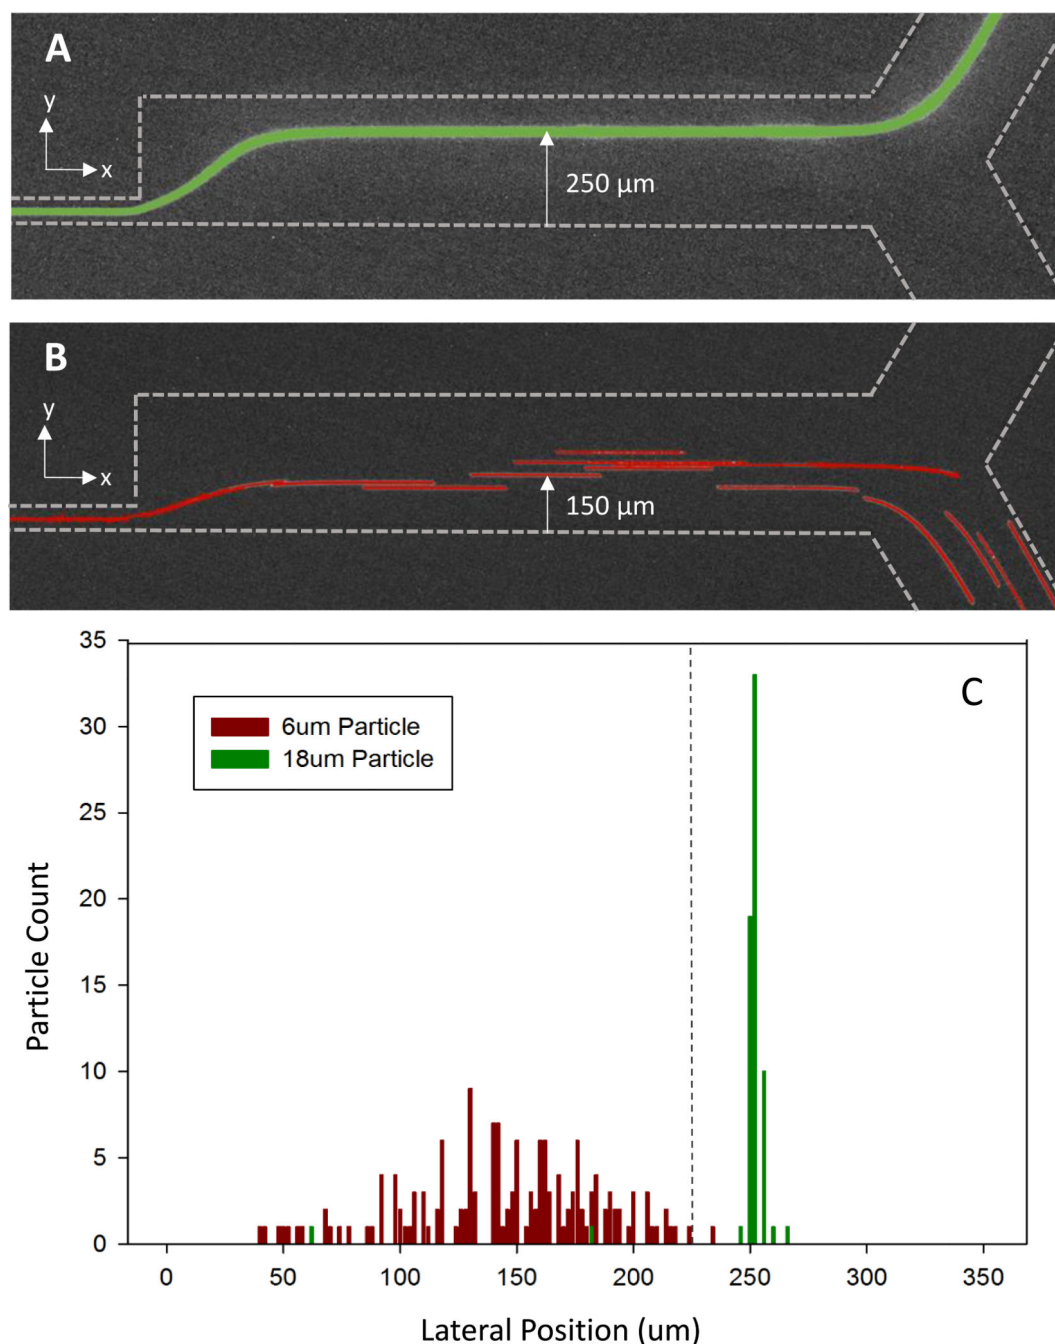 A
y
x
250 µm
B
y
x
150 µm
C
6um Particle
18um Particle
Particle Count
35
30
25
20
15
10
5
0
0 50 100 150 200 250 300 350
Lateral Position (um)